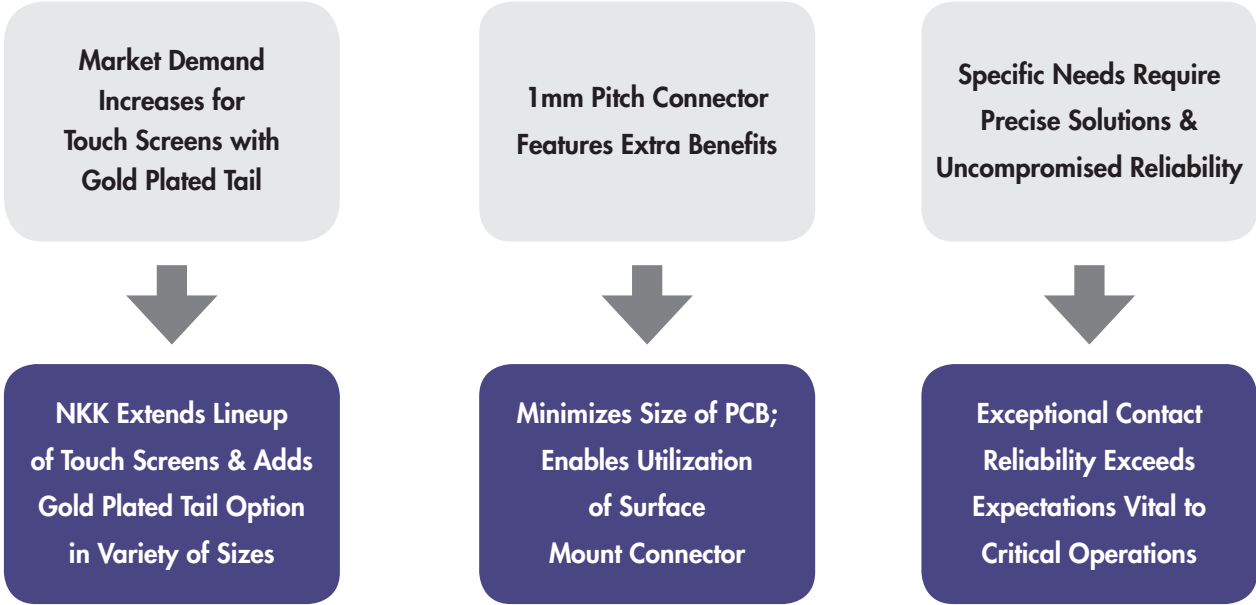 Market Demand
Increases for
Touch Screens with
Gold Plated Tail
1mm Pitch Connector
Features Extra Benefits
Specific Needs Require
Precise Solutions &
Uncompromised Reliability
NKK Extends Lineup
of Touch Screens & Adds
Gold Plated Tail Option
in Variety of Sizes
Minimizes Size of PCB;
Enables Utilization
of Surface
Mount Connector
Exceptional Contact
Reliability Exceeds
Expectations Vital to
Critical Operations